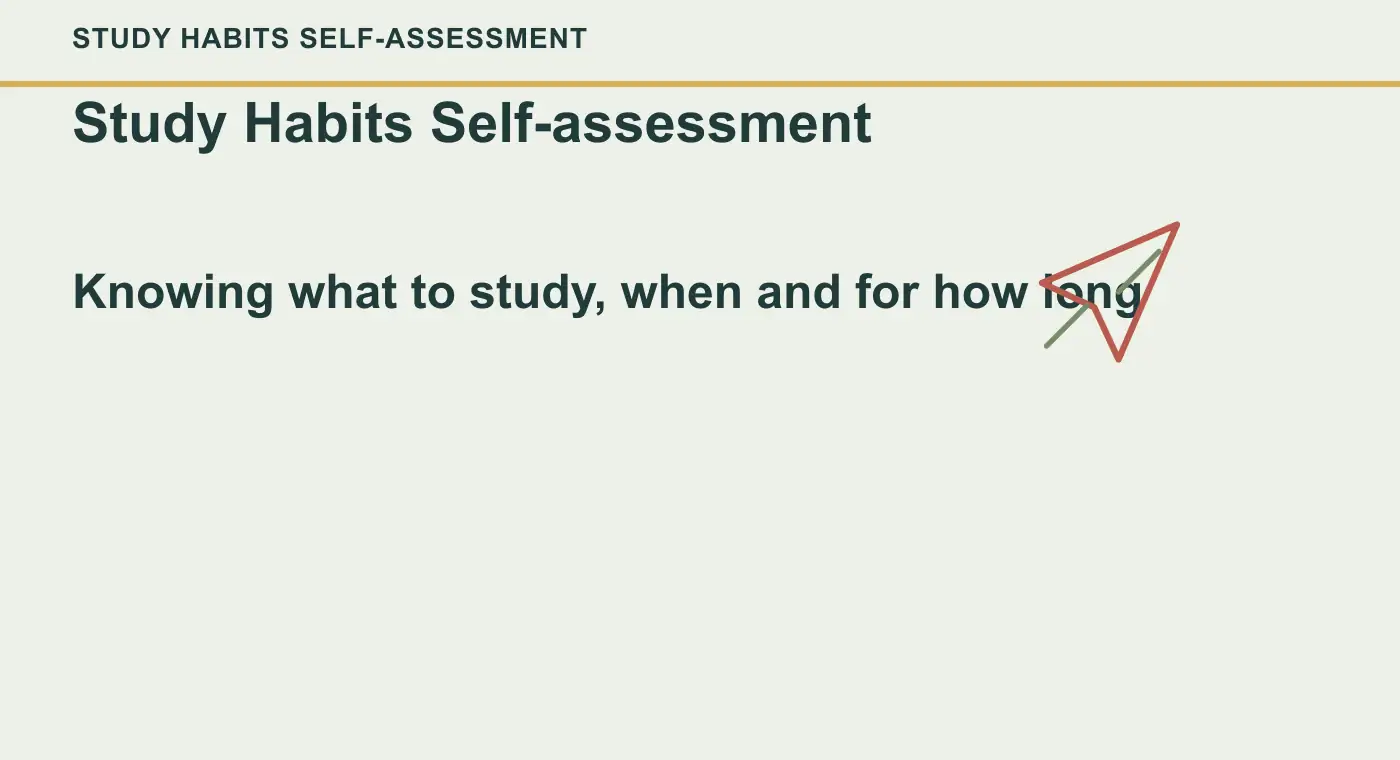 STUDY HABITS SELF-ASSESSMENT
Study Habits Self-assessment
Knowing what to study, when and for how long